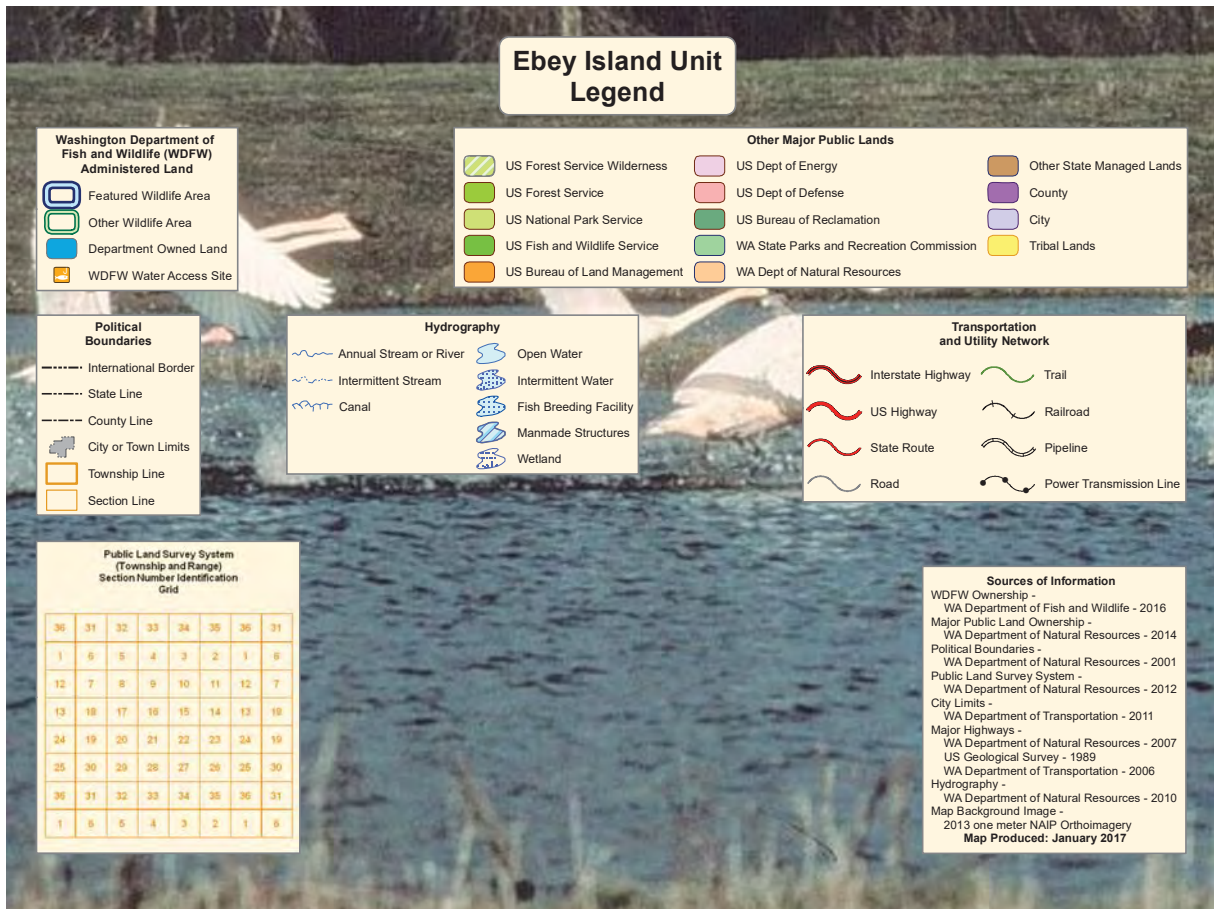 Ebey Island Unit
Legend
Washington Department of
Fish and Wildlife (WDFW)
Administered Land
Featured Wildlife Area
Other Wildlife Area
Department Owned Land
WDFW Water Access Site
Other Major Public Lands
US Forest Service Wilderness
US Forest Service
US National Park Service
US Fish and Wildlife Service
US Bureau of Land Management
US Dept of Energy
US Dept of Defense
US Bureau of Reclamation
WA State Parks and Recreation Commission
WA Dept of Natural Resources
Other State Managed Lands
County
City
Tribal Lands
Political
Boundaries
International Border
State Line
County Line
City or Town Limits
Township Line
Section Line
Hydrography
Annual Stream or River
Intermittent Stream
Canal
Open Water
Intermittent Water
Fish Breeding Facility
Manmade Structures
Wetland
Transportation
and Utility Network
Interstate Highway
US Highway
State Route
Road
Trail
Railroad
Pipeline
Power Transmission Line
Public Land Survey System
(Township and Range)
Section Number Identification
Grid
36 31 32 33 34 35 36 31
1 6 5 4 3 2 1 6
12 7 8 9 10 11 12 7
13 18 17 16 15 14 13 18
24 19 20 21 22 23 24 19
25 30 29 28 27 26 25 30
36 31 32 33 34 35 36 31
1 6 5 4 3 2 1 6
Sources of Information
WDFW Ownership -
WA Department of Fish and Wildlife - 2016
Major Public Land Ownership -
WA Department of Natural Resources - 2014
Political Boundaries -
WA Department of Natural Resources - 2001
Public Land Survey System -
WA Department of Natural Resources - 2012
City Limits -
WA Department of Transportation - 2011
Major Highways -
WA Department of Natural Resources - 2007
US Geological Survey - 1989
WA Department of Transportation - 2006
Hydrography -
WA Department of Natural Resources - 2010
Map Background Image -
2013 one meter NAIP Orthoimagery
Map Produced: January 2017